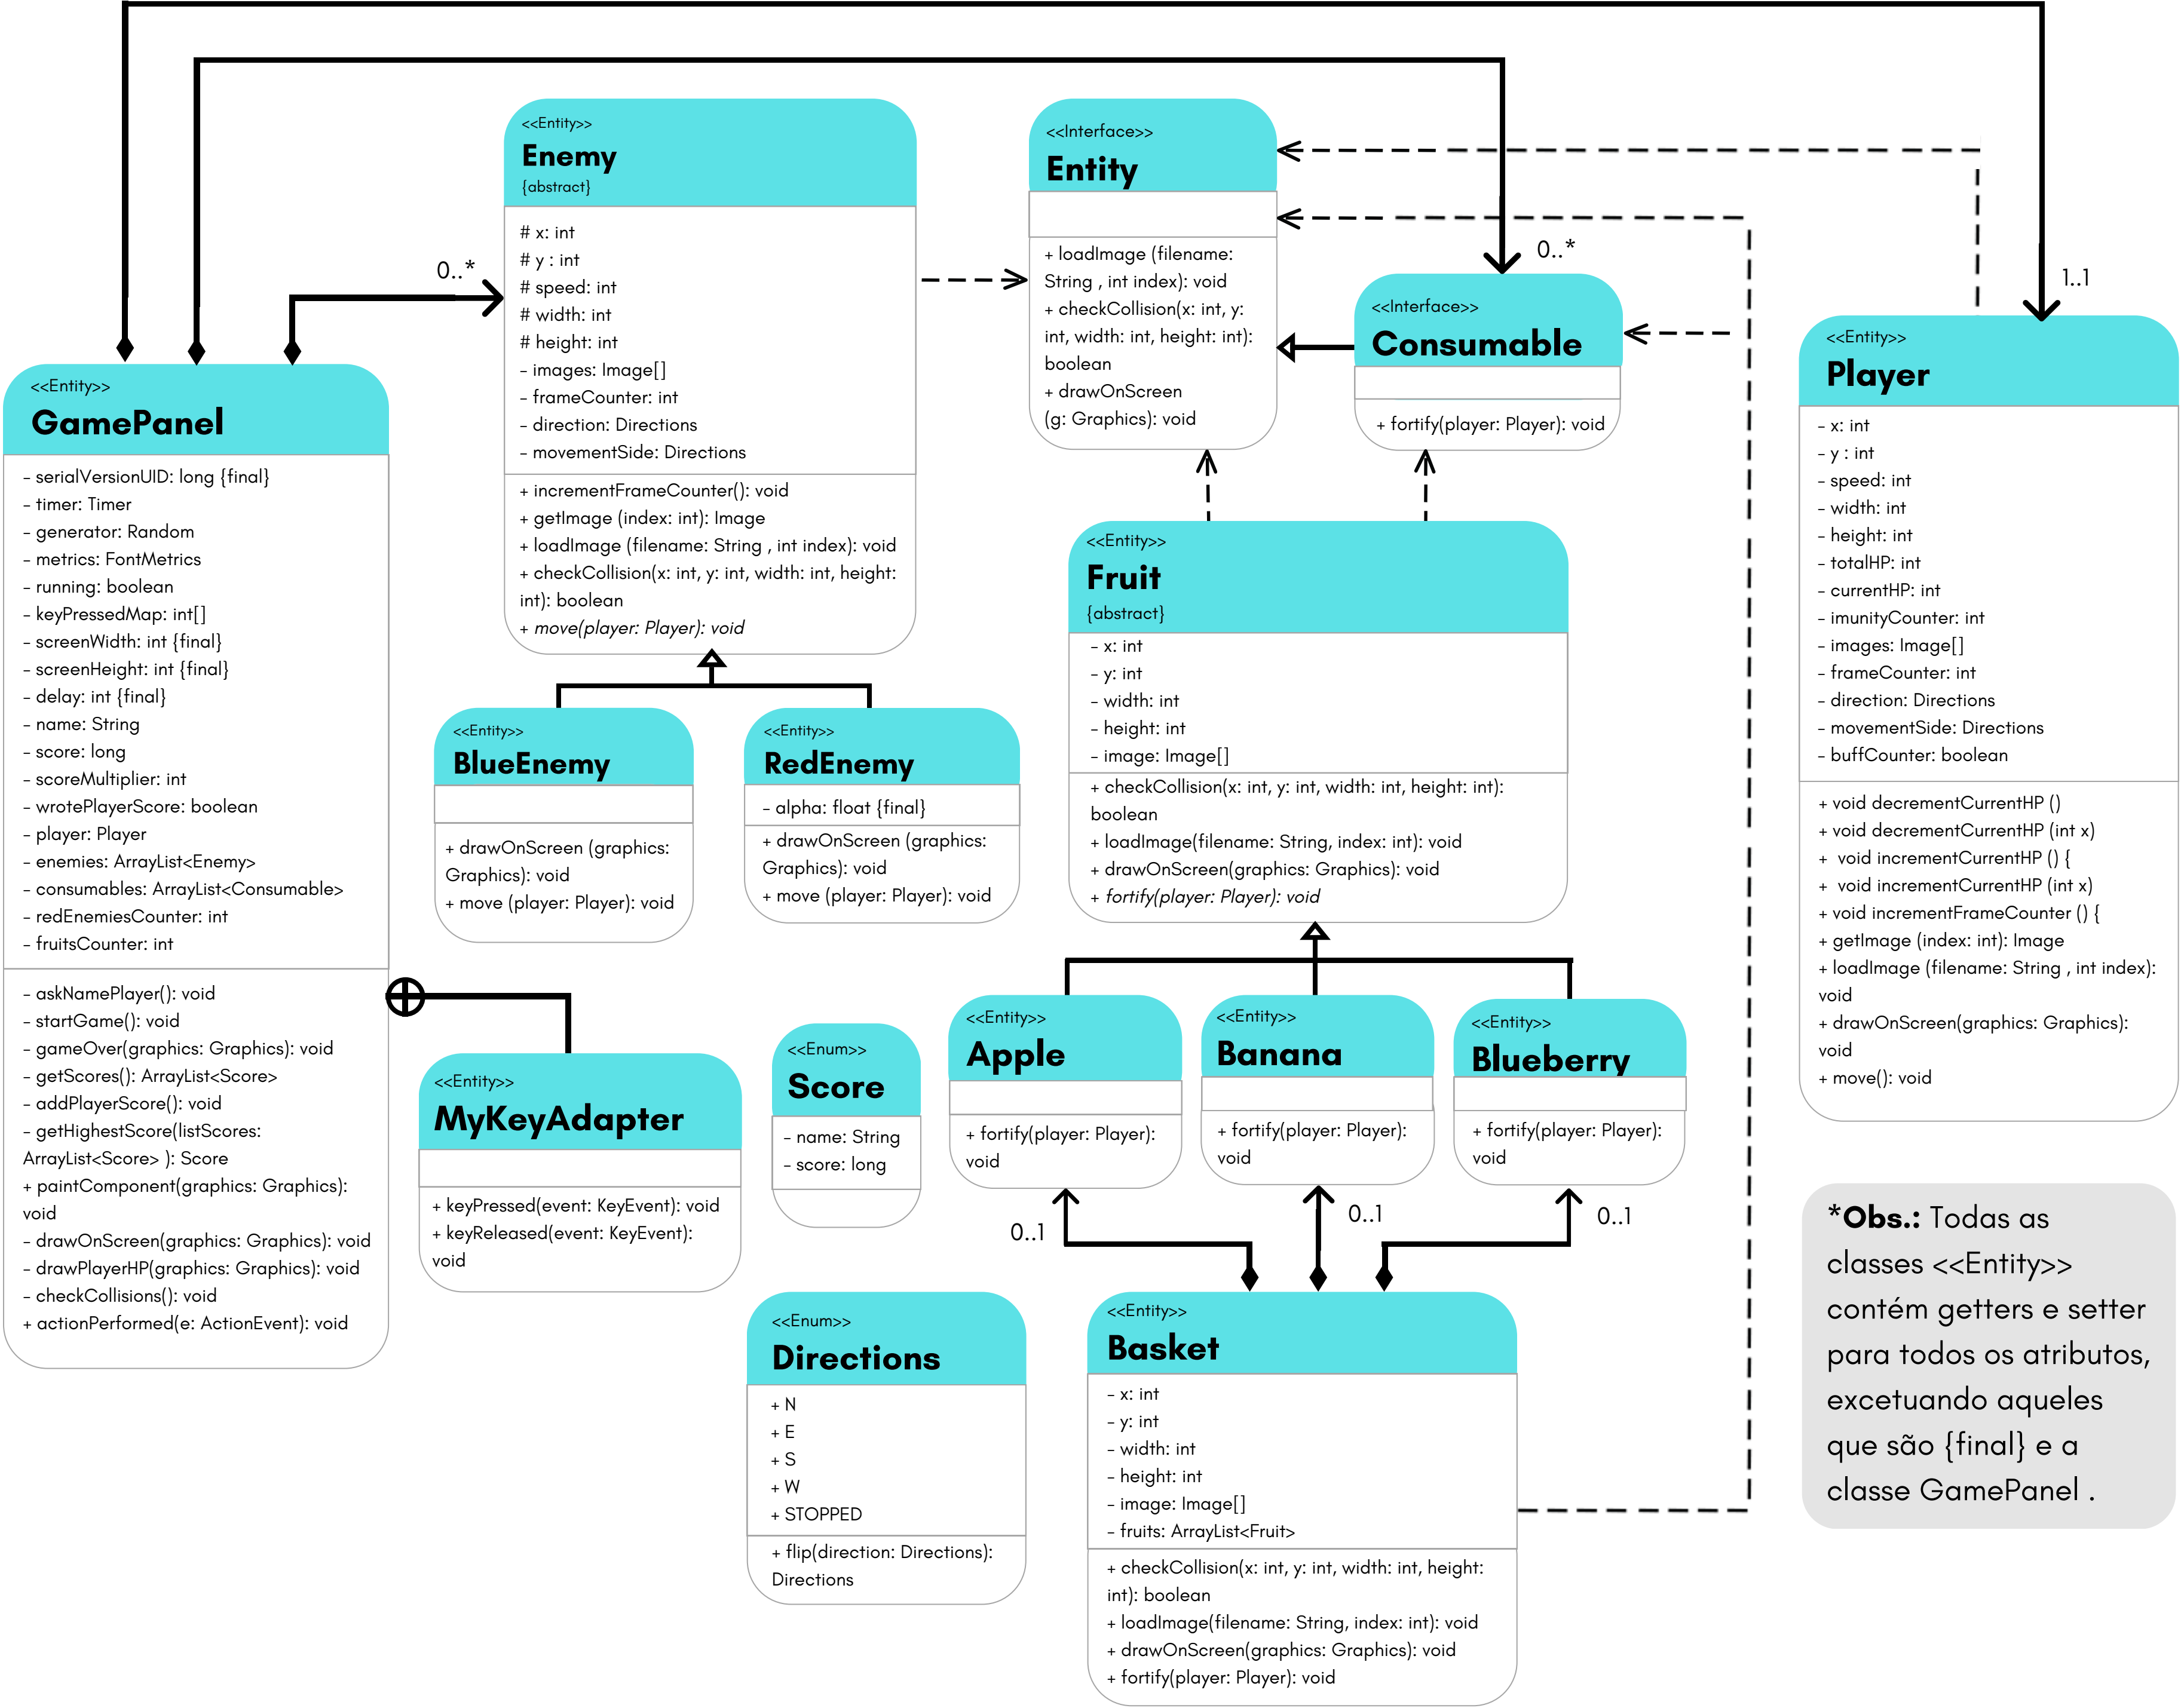 <<Entity>>
Enemy
{abstract}
# x: int
# y : int
# speed: int
# width: int
# height: int
- images: Image[]
- frameCounter: int
- direction: Directions
- movementSide: Directions
+ incrementFrameCounter(): void
+ getImage (index: int): Image
+ loadImage (filename: String , int index): void
+ checkCollision(x: int, y: int, width: int, height:
int): boolean
+ move(player: Player): void
<<Interface>>
Entity
+ loadImage (filename:
String , int index): void
+ checkCollision(x: int, y:
int, width: int, height: int):
boolean
+ drawOnScreen
(g: Graphics): void
0..*
0..*
1..1
<<Interface>>
Consumable
+ fortify(player: Player): void
<<Entity>>
Player
- x: int
- y : int
- speed: int
- width: int
- height: int
- totalHP: int
- currentHP: int
- imunityCounter: int
- images: Image[]
- frameCounter: int
- direction: Directions
- movementSide: Directions
- buffCounter: boolean
+ void decrementCurrentHP ()
+ void decrementCurrentHP (int x)
+  void incrementCurrentHP () {
+  void incrementCurrentHP (int x)
+ void incrementFrameCounter () {
+ getImage (index: int): Image
+ loadImage (filename: String , int index):
void
+ drawOnScreen(graphics: Graphics):
void
+ move(): void
<<Entity>>
GamePanel
- serialVersionUID: long {final}
- timer: Timer
- generator: Random
- metrics: FontMetrics
- running: boolean
- keyPressedMap: int[]
- screenWidth: int {final}
- screenHeight: int {final}
- delay: int {final}
- name: String
- score: long
- scoreMultiplier: int
- wrotePlayerScore: boolean
- player: Player
- enemies: ArrayList<Enemy>
- consumables: ArrayList<Consumable>
- redEnemiesCounter: int
- fruitsCounter: int
- askNamePlayer(): void
- startGame(): void
- gameOver(graphics: Graphics): void
- getScores(): ArrayList<Score>
- addPlayerScore(): void
- getHighestScore(listScores:
ArrayList<Score> ): Score
+ paintComponent(graphics: Graphics):
void
- drawOnScreen(graphics: Graphics): void
- drawPlayerHP(graphics: Graphics): void
- checkCollisions(): void
+ actionPerformed(e: ActionEvent): void
<<Entity>>
Fruit
{abstract}
- x: int
- y: int
- width: int
- height: int
- image: Image[]
+ checkCollision(x: int, y: int, width: int, height: int):
boolean
+ loadImage(filename: String, index: int): void
+ drawOnScreen(graphics: Graphics): void
+ fortify(player: Player): void
<<Entity>>
BlueEnemy
+ drawOnScreen (graphics:
Graphics): void
+ move (player: Player): void
<<Entity>>
RedEnemy
- alpha: float {final}
+ drawOnScreen (graphics:
Graphics): void
+ move (player: Player): void
<<Entity>>
MyKeyAdapter
+ keyPressed(event: KeyEvent): void
+ keyReleased(event: KeyEvent):
void
<<Enum>>
Score
- name: String
- score: long
<<Entity>>
Apple
+ fortify(player: Player):
void
<<Entity>>
Banana
+ fortify(player: Player):
void
<<Entity>>
Blueberry
+ fortify(player: Player):
void
0..1
0..1
0..1
<<Enum>>
Directions
+ N
+ E
+ S
+ W
+ STOPPED
+ flip(direction: Directions):
Directions
<<Entity>>
Basket
- x: int
- y: int
- width: int
- height: int
- image: Image[]
- fruits: ArrayList<Fruit>
+ checkCollision(x: int, y: int, width: int, height:
int): boolean
+ loadImage(filename: String, index: int): void
+ drawOnScreen(graphics: Graphics): void
+ fortify(player: Player): void
*Obs.: Todas as
classes <<Entity>>
contém getters e setter
para todos os atributos,
excetuando aqueles
que são {final} e a
classe GamePanel .